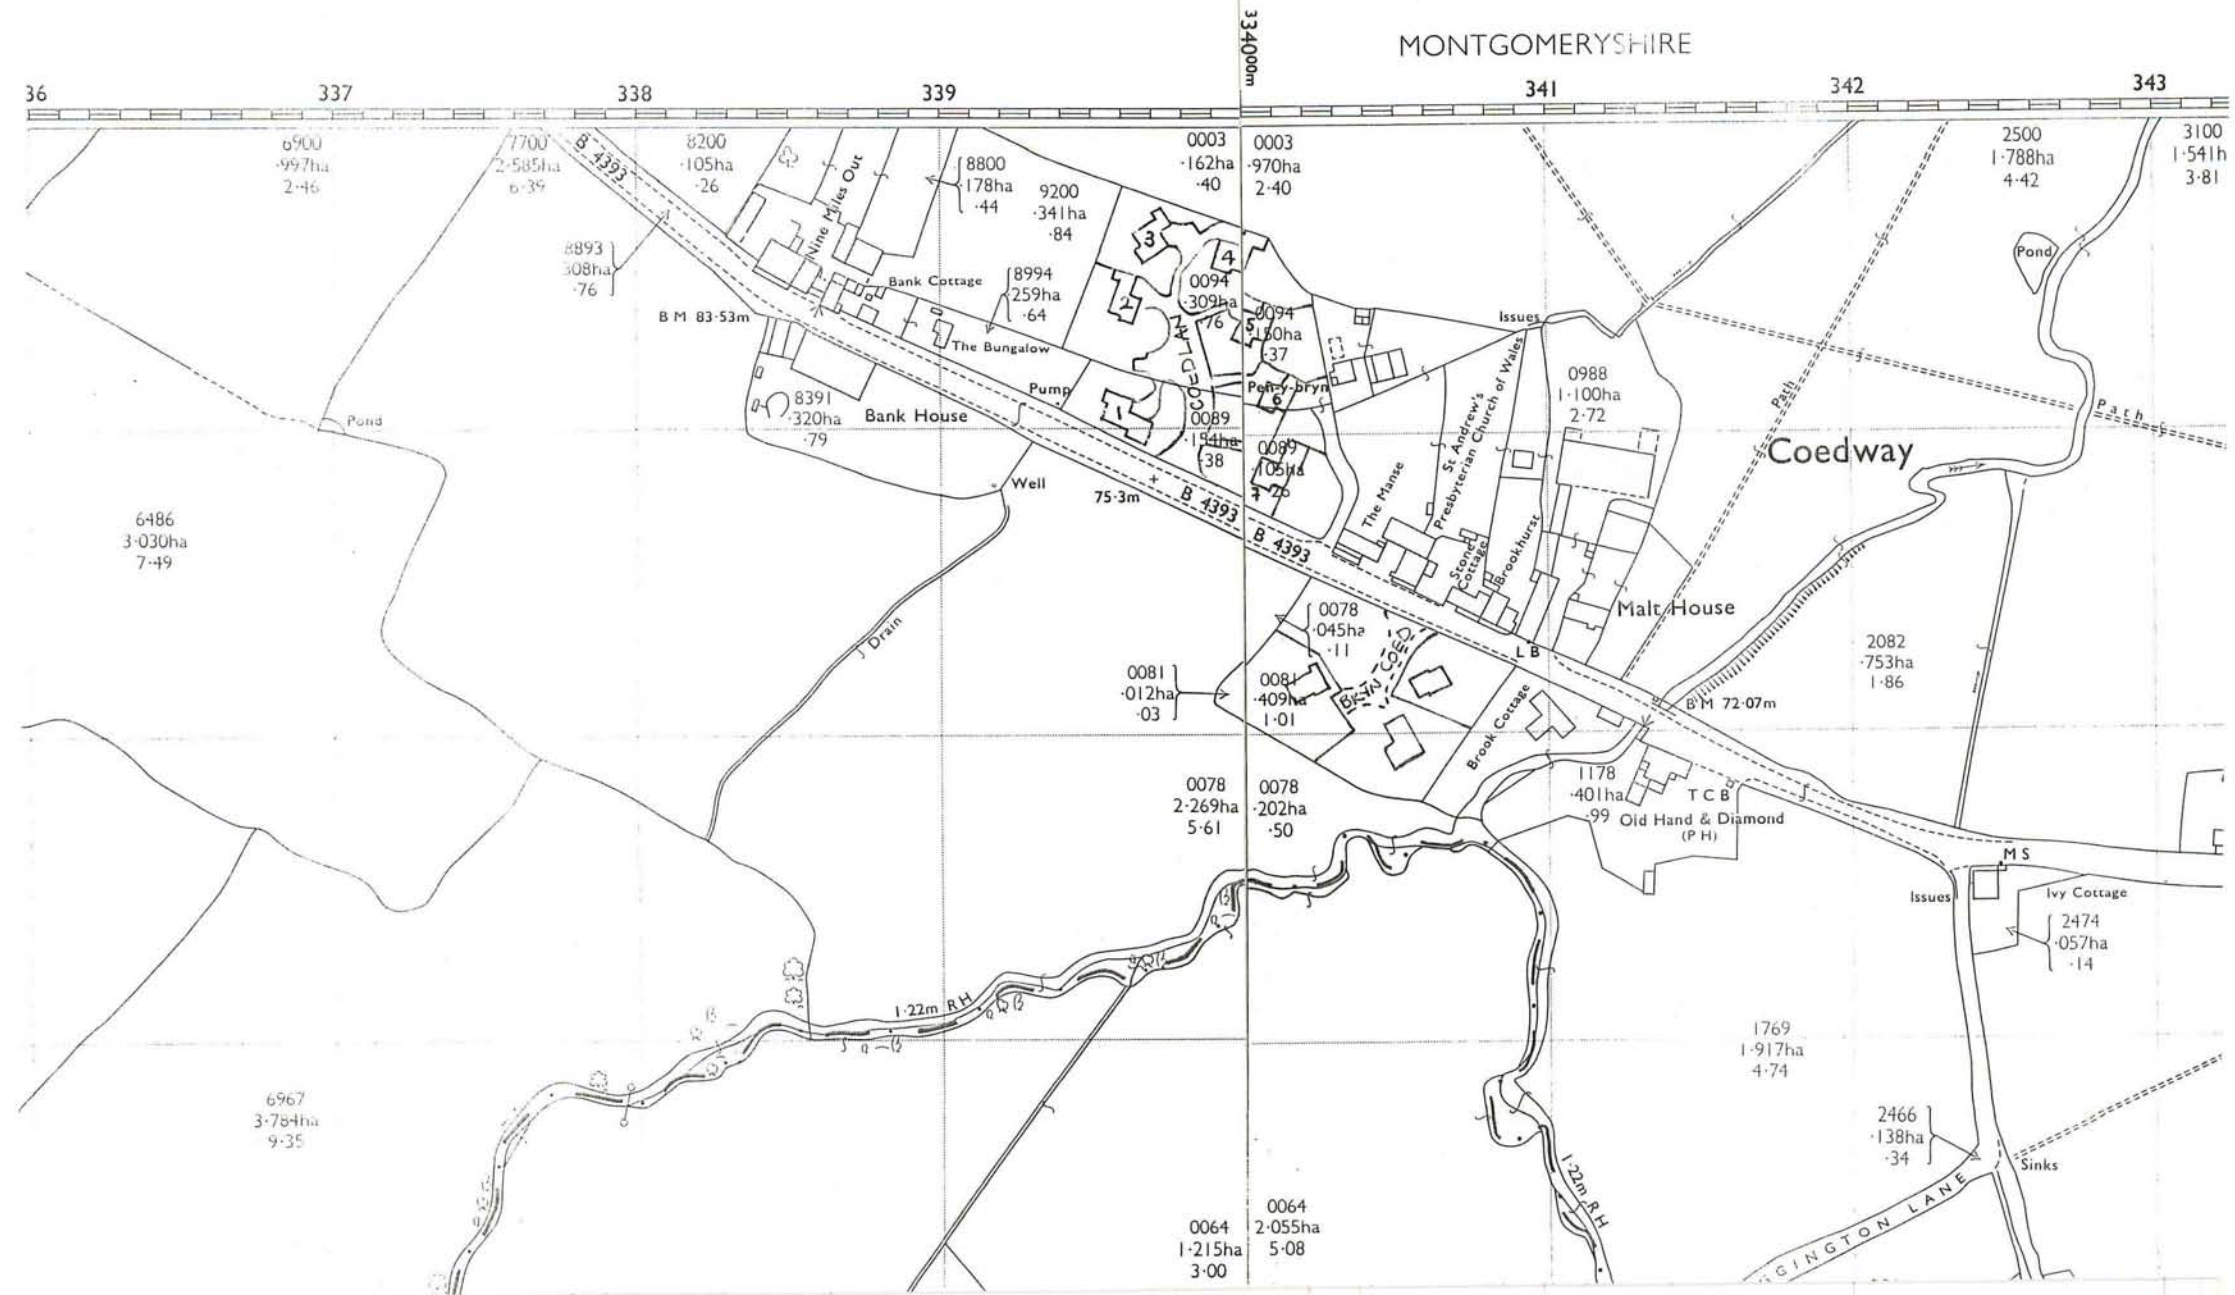 MONTGOMERYSHIRE
334000m
36
337
338
339
341
342
343
6900
·997ha
2·46
7700
2·585ha
6·39
B 4393
8200
·105ha
·26
Nine Miles Out
8800
·178ha
·44
9200
·341ha
·84
0003
·162ha
·40
0003
·970ha
2·40
2500
1·788ha
4·42
3100
1·541h
3·81
8893
·308ha
·76
B M 83·53m
Bank Cottage
8994
·259ha
·64
The Bungalow
3
4
2
0094
·309ha
·76
COEDLAN
5
0094
·150ha
·37
Issues
Pond
Pump
1
Pen-y-bryn
6
0089
·154ha
·38
0089
·105ha
·26
7
8391
·320ha
·79
Bank House
Pond
St Andrew's
Presbyterian Church of Wales
0988
1·100ha
2·72
Path
Path
Coedway
Well
75·3m
B 4393
B 4393
The Manse
Stone
Cottage
Brookhurst
6486
3·030ha
7·49
Drain
0078
·045ha
·11
BRYN COED
Malt House
L B
2082
·753ha
1·86
0081
·012ha
·03
0081
·409ha
1·01
Brook Cottage
B M 72·07m
0078
2·269ha
5·61
0078
·202ha
·50
1178
·401ha
·99
T C B
Old Hand & Diamond
(P H)
M S
Issues
Ivy Cottage
2474
·057ha
·14
1·22m R H
6967
3·784ha
9·35
1769
1·917ha
4·74
2466
·138ha
·34
Sinks
1·22m R H
0064
1·215ha
3·00
0064
2·055ha
5·08
GINGTON LANE